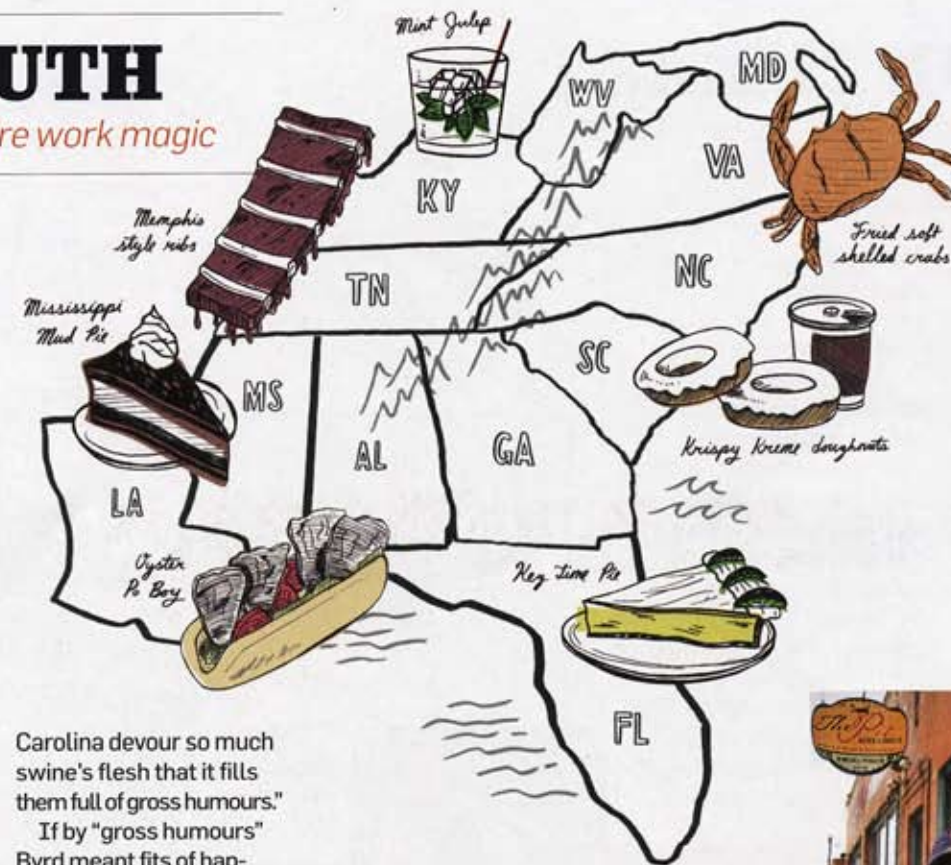 UTH
re work magic
Mint Julep
WV
MD
VA
KY
Memphis
style ribs
Fried soft
shelled crabs
TN
NC
Mississippi
Mud Pie
SC
MS
AL
GA
Krispy Kreme doughnuts
LA
Oyster
Po Boy
Key Lime Pie
FL
Carolina devour so much
swine's flesh that it fills
them full of gross humours."
If by "gross humours"
Byrd meant fits of hap-
The Pit